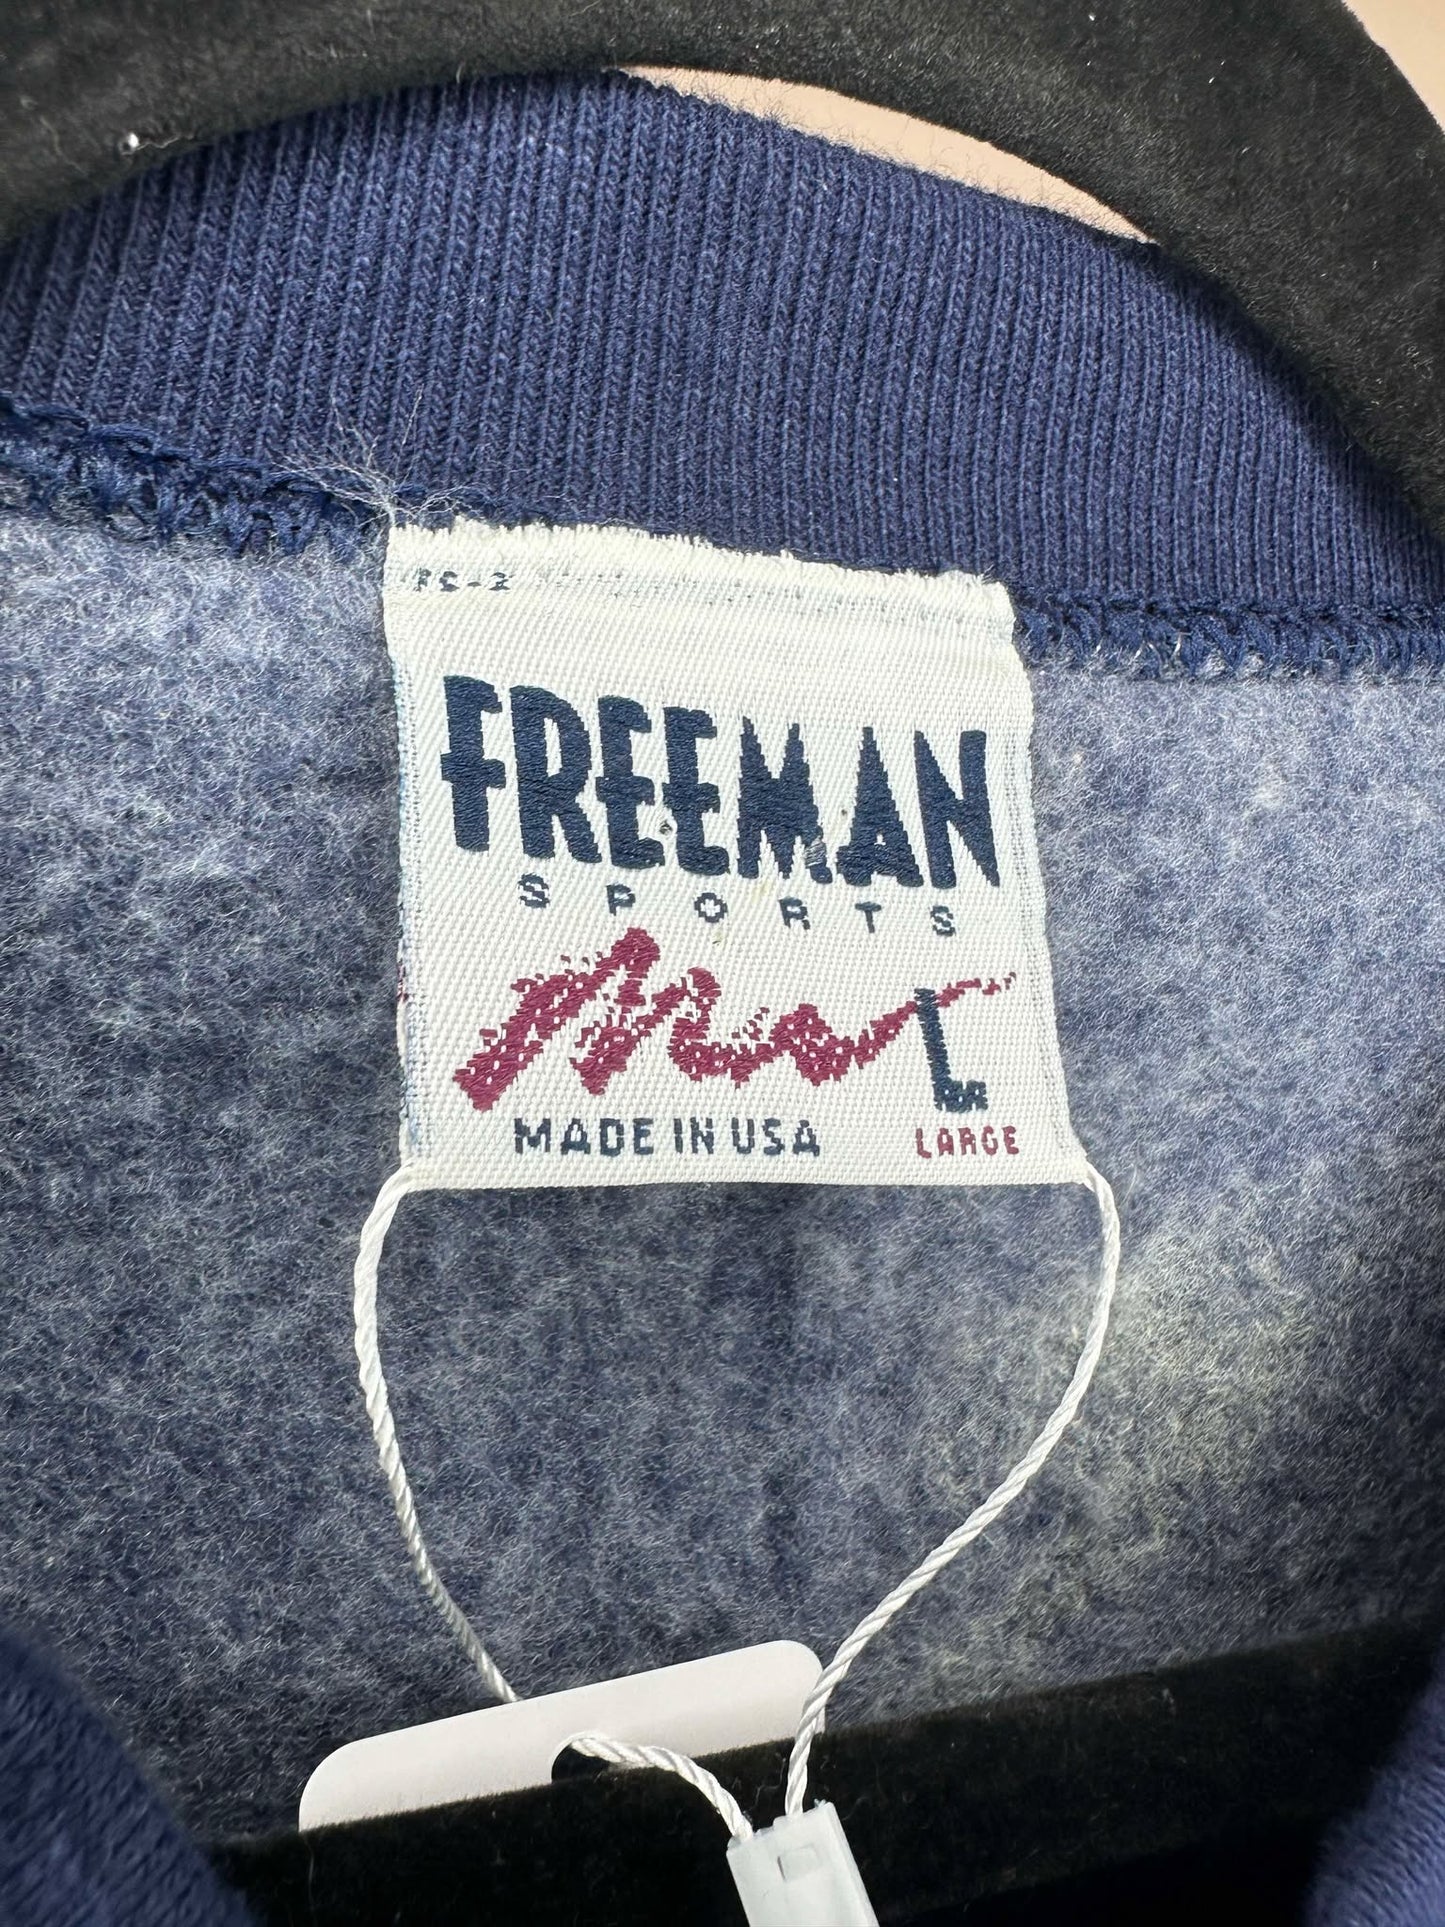 FREEMAN
SPORTS
L
MADE IN USA LARGE